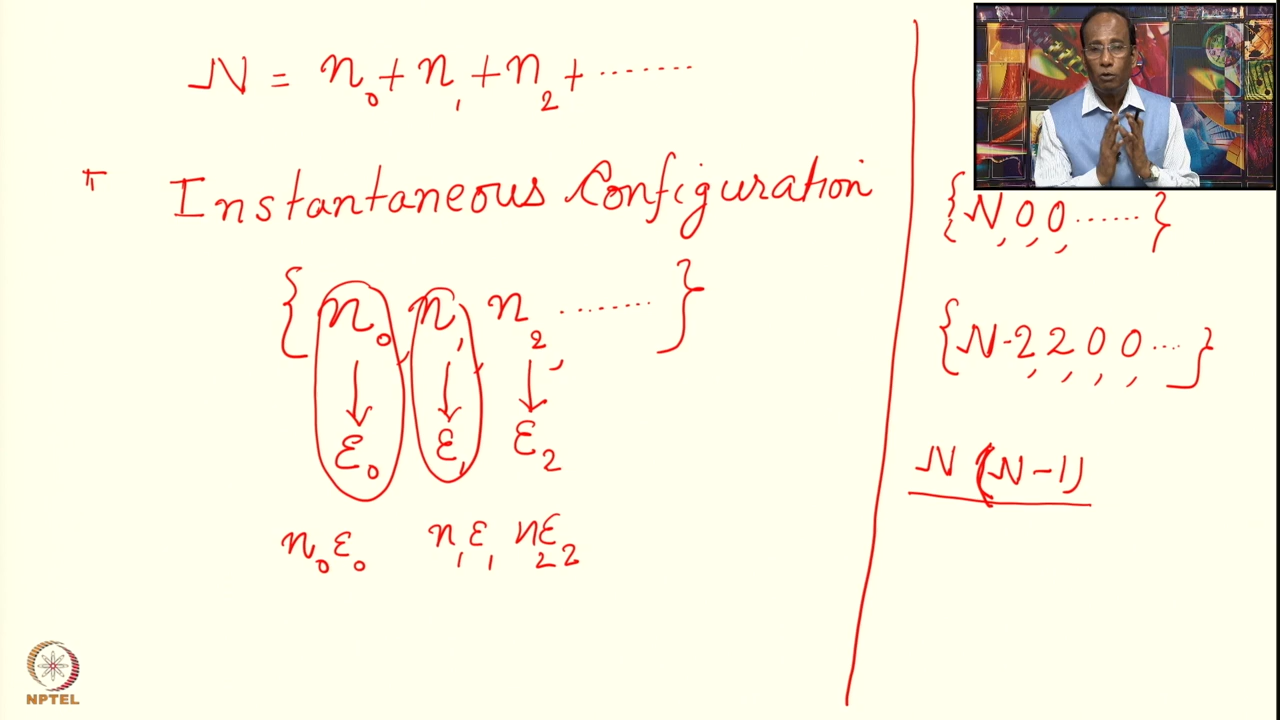 N = n₀ + n₁ + n₂ + .......
Instantaneous Configuration
{ n₀, n₁, n₂, ....... }
↓ ↓ ↓
ε₀ ε₁ ε₂
n₀ε₀ n₁ε₁ n₂ε₂
{N, 0, 0, ...... }
{N-2, 2, 0, 0, ... }
N (N-1)
NPTEL